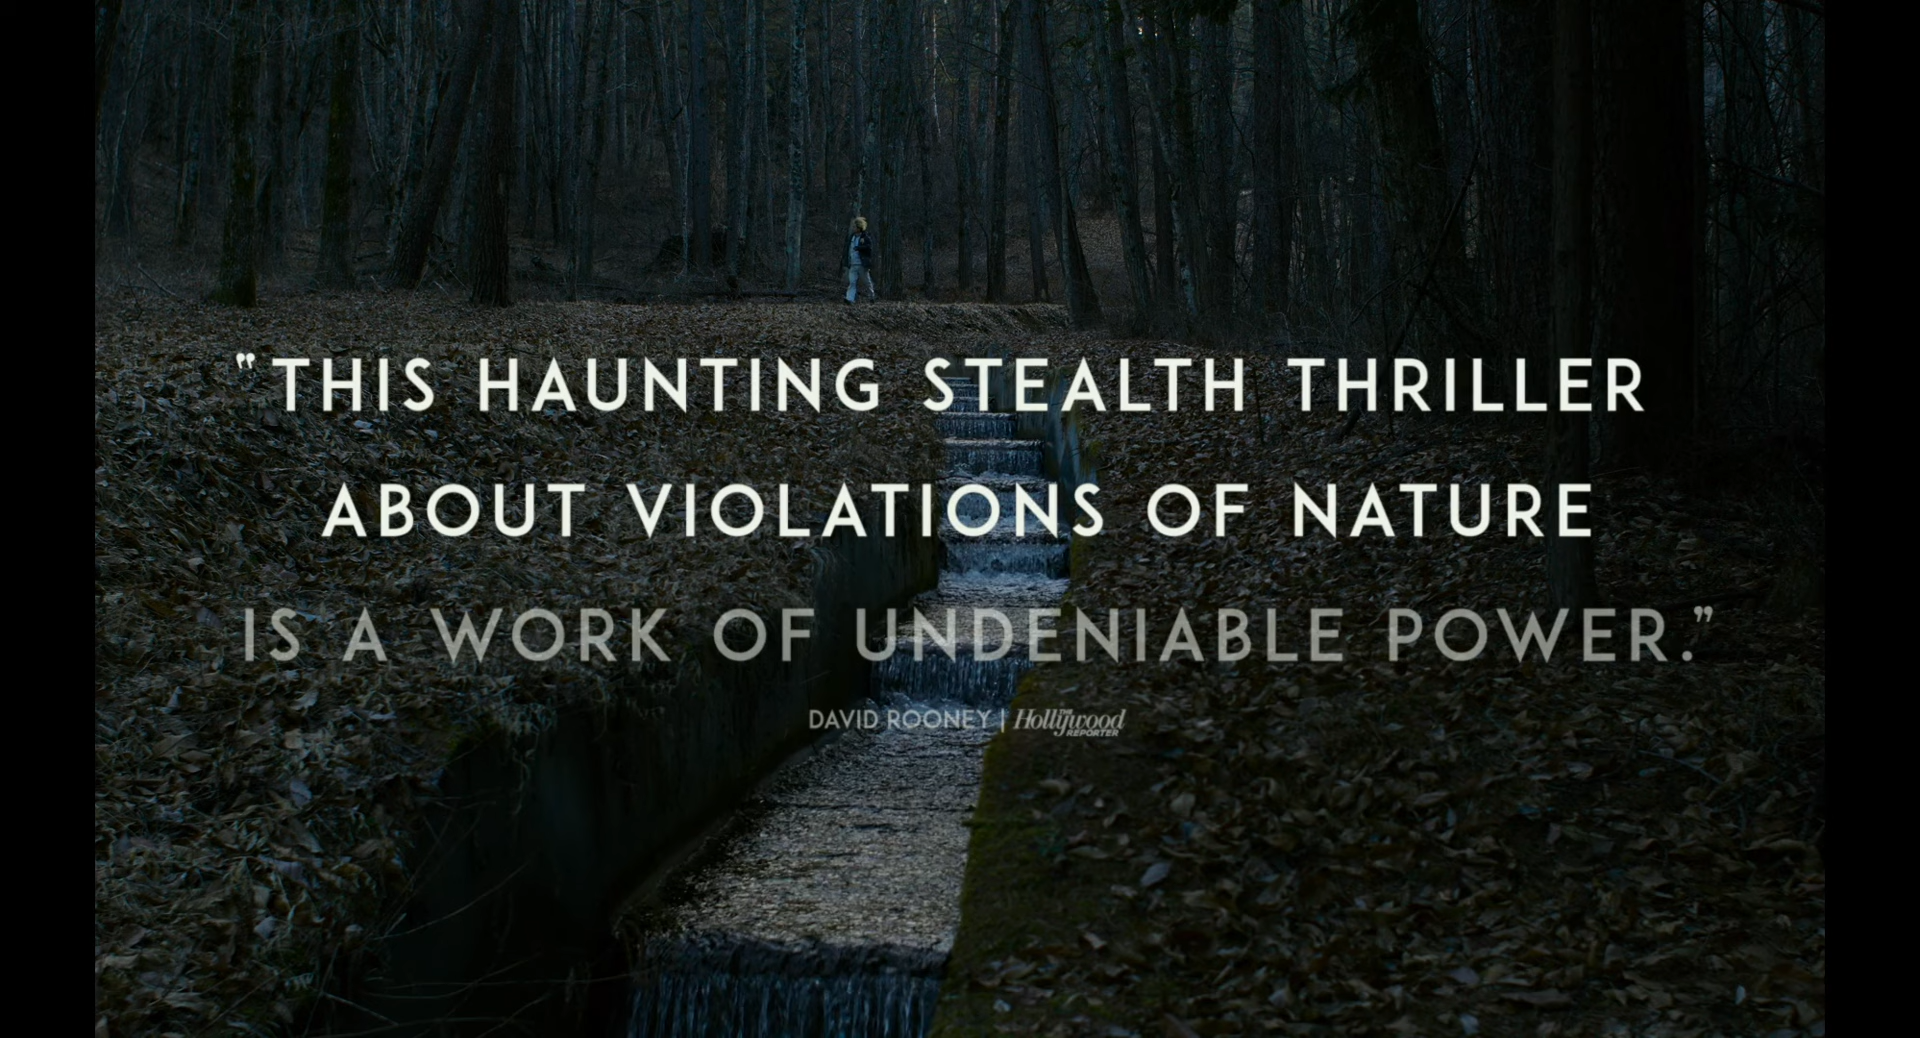 "THIS HAUNTING STEALTH THRILLER
ABOUT VIOLATIONS OF NATURE
IS A WORK OF UNDENIABLE POWER."
DAVID ROONEY | THE Hollywood REPORTER